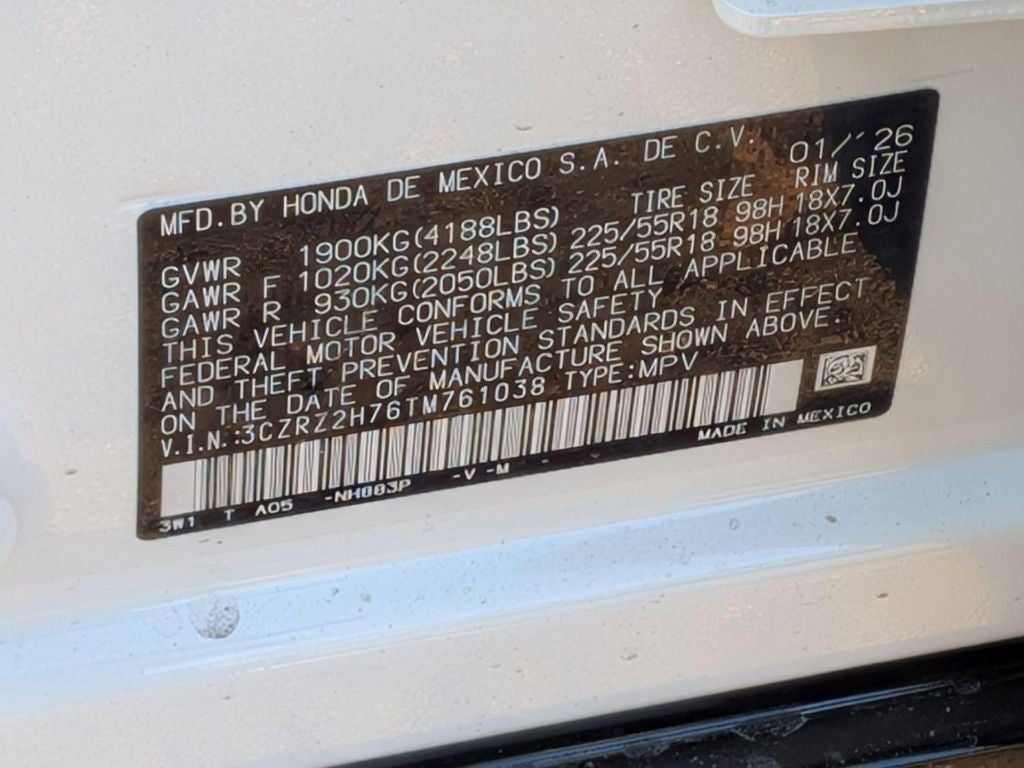 MFD.BY HONDA DE MEXICO S.A. DE C.V. 01/'26
TIRE SIZE RIM SIZE
GVWR 1900KG(4188LBS)
GAWR F 1020KG(2248LBS) 225/55R18 98H 18X7.0J
GAWR R 930KG(2050LBS) 225/55R18 98H 18X7.0J
THIS VEHICLE CONFORMS TO ALL APPLICABLE
FEDERAL MOTOR VEHICLE SAFETY
AND THEFT PREVENTION STANDARDS IN EFFECT
ON THE DATE OF MANUFACTURE SHOWN ABOVE.
V.I.N.:3CZRZ2H76TM761038 TYPE:MPV
MADE IN MEXICO
3W1 T A05 -NH883P -V -M -